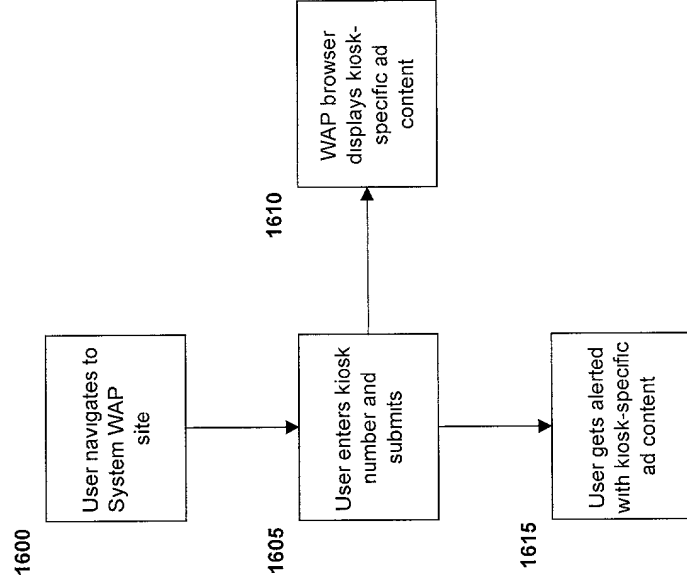 1600
User navigates to
System WAP
site
1605
User enters kiosk
number and
submits
1610
WAP browser
displays kiosk-
specific ad
content
1615
User gets alerted
with kiosk-specific
ad content